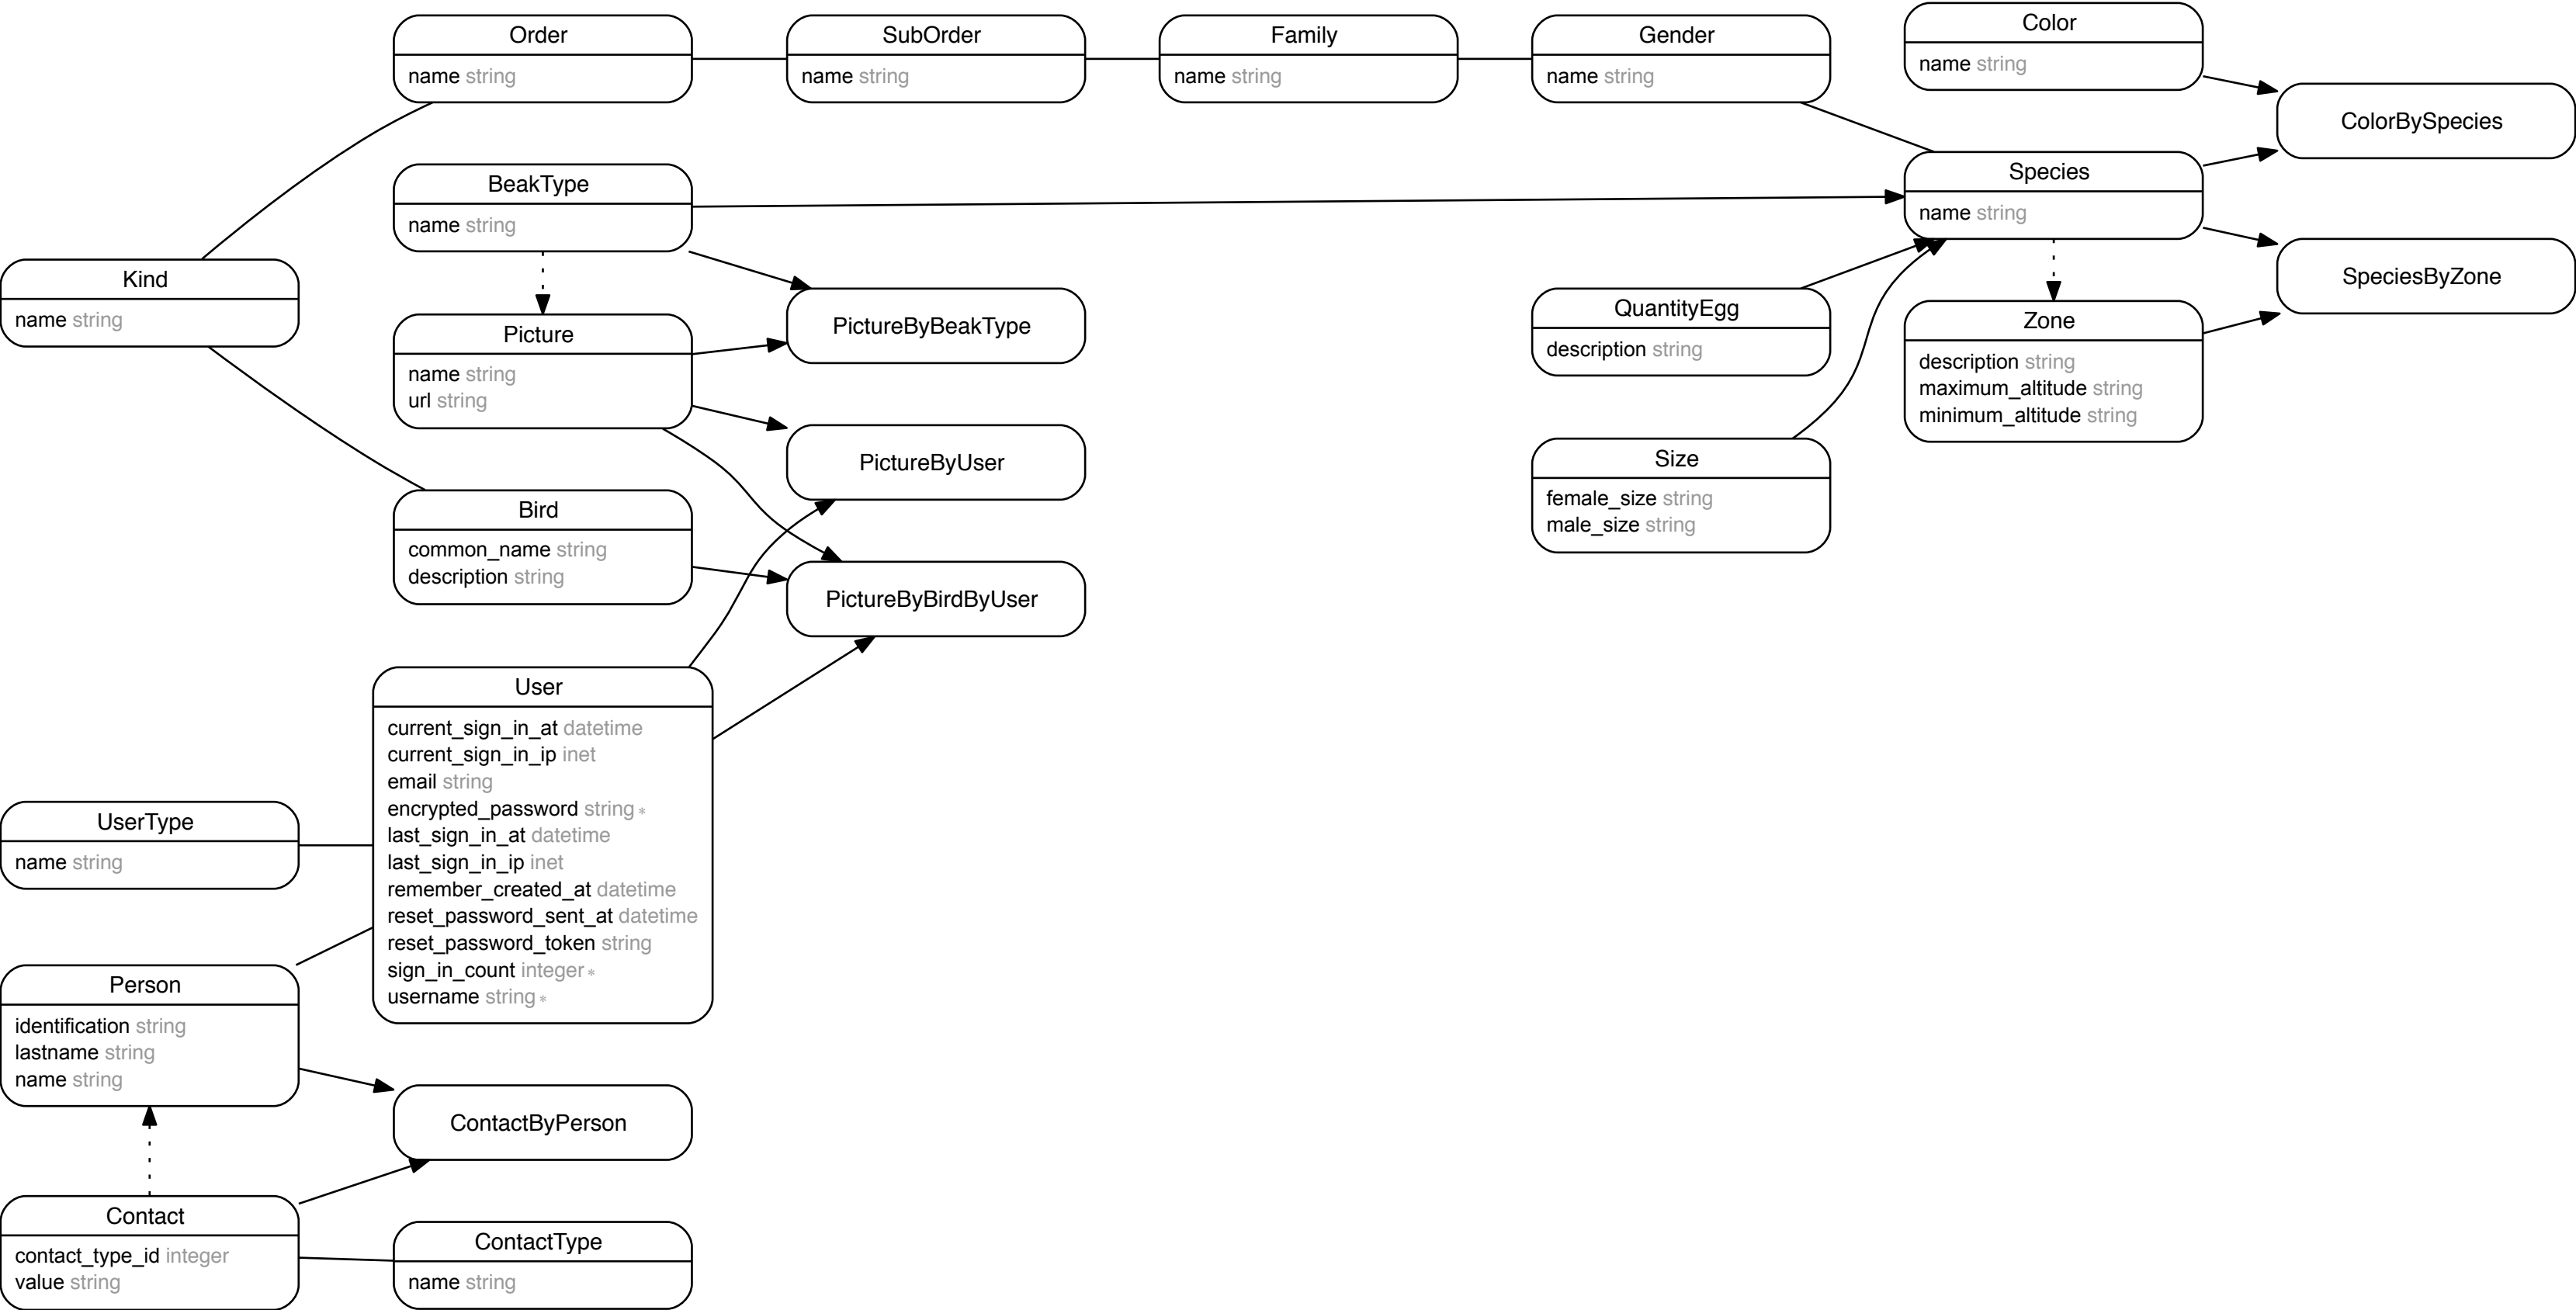 Order
name string
SubOrder
name string
Family
name string
Gender
name string
Color
name string
ColorBySpecies
BeakType
name string
Species
name string
Kind
name string
Picture
name string
url string
PictureByBeakType
QuantityEgg
description string
Zone
description string
maximum_altitude string
minimum_altitude string
SpeciesByZone
PictureByUser
Size
female_size string
male_size string
Bird
common_name string
description string
PictureByBirdByUser
User
current_sign_in_at datetime
current_sign_in_ip inet
email string
encrypted_password string *
last_sign_in_at datetime
last_sign_in_ip inet
remember_created_at datetime
reset_password_sent_at datetime
reset_password_token string
sign_in_count integer *
username string *
UserType
name string
Person
identification string
lastname string
name string
ContactByPerson
Contact
contact_type_id integer
value string
ContactType
name string